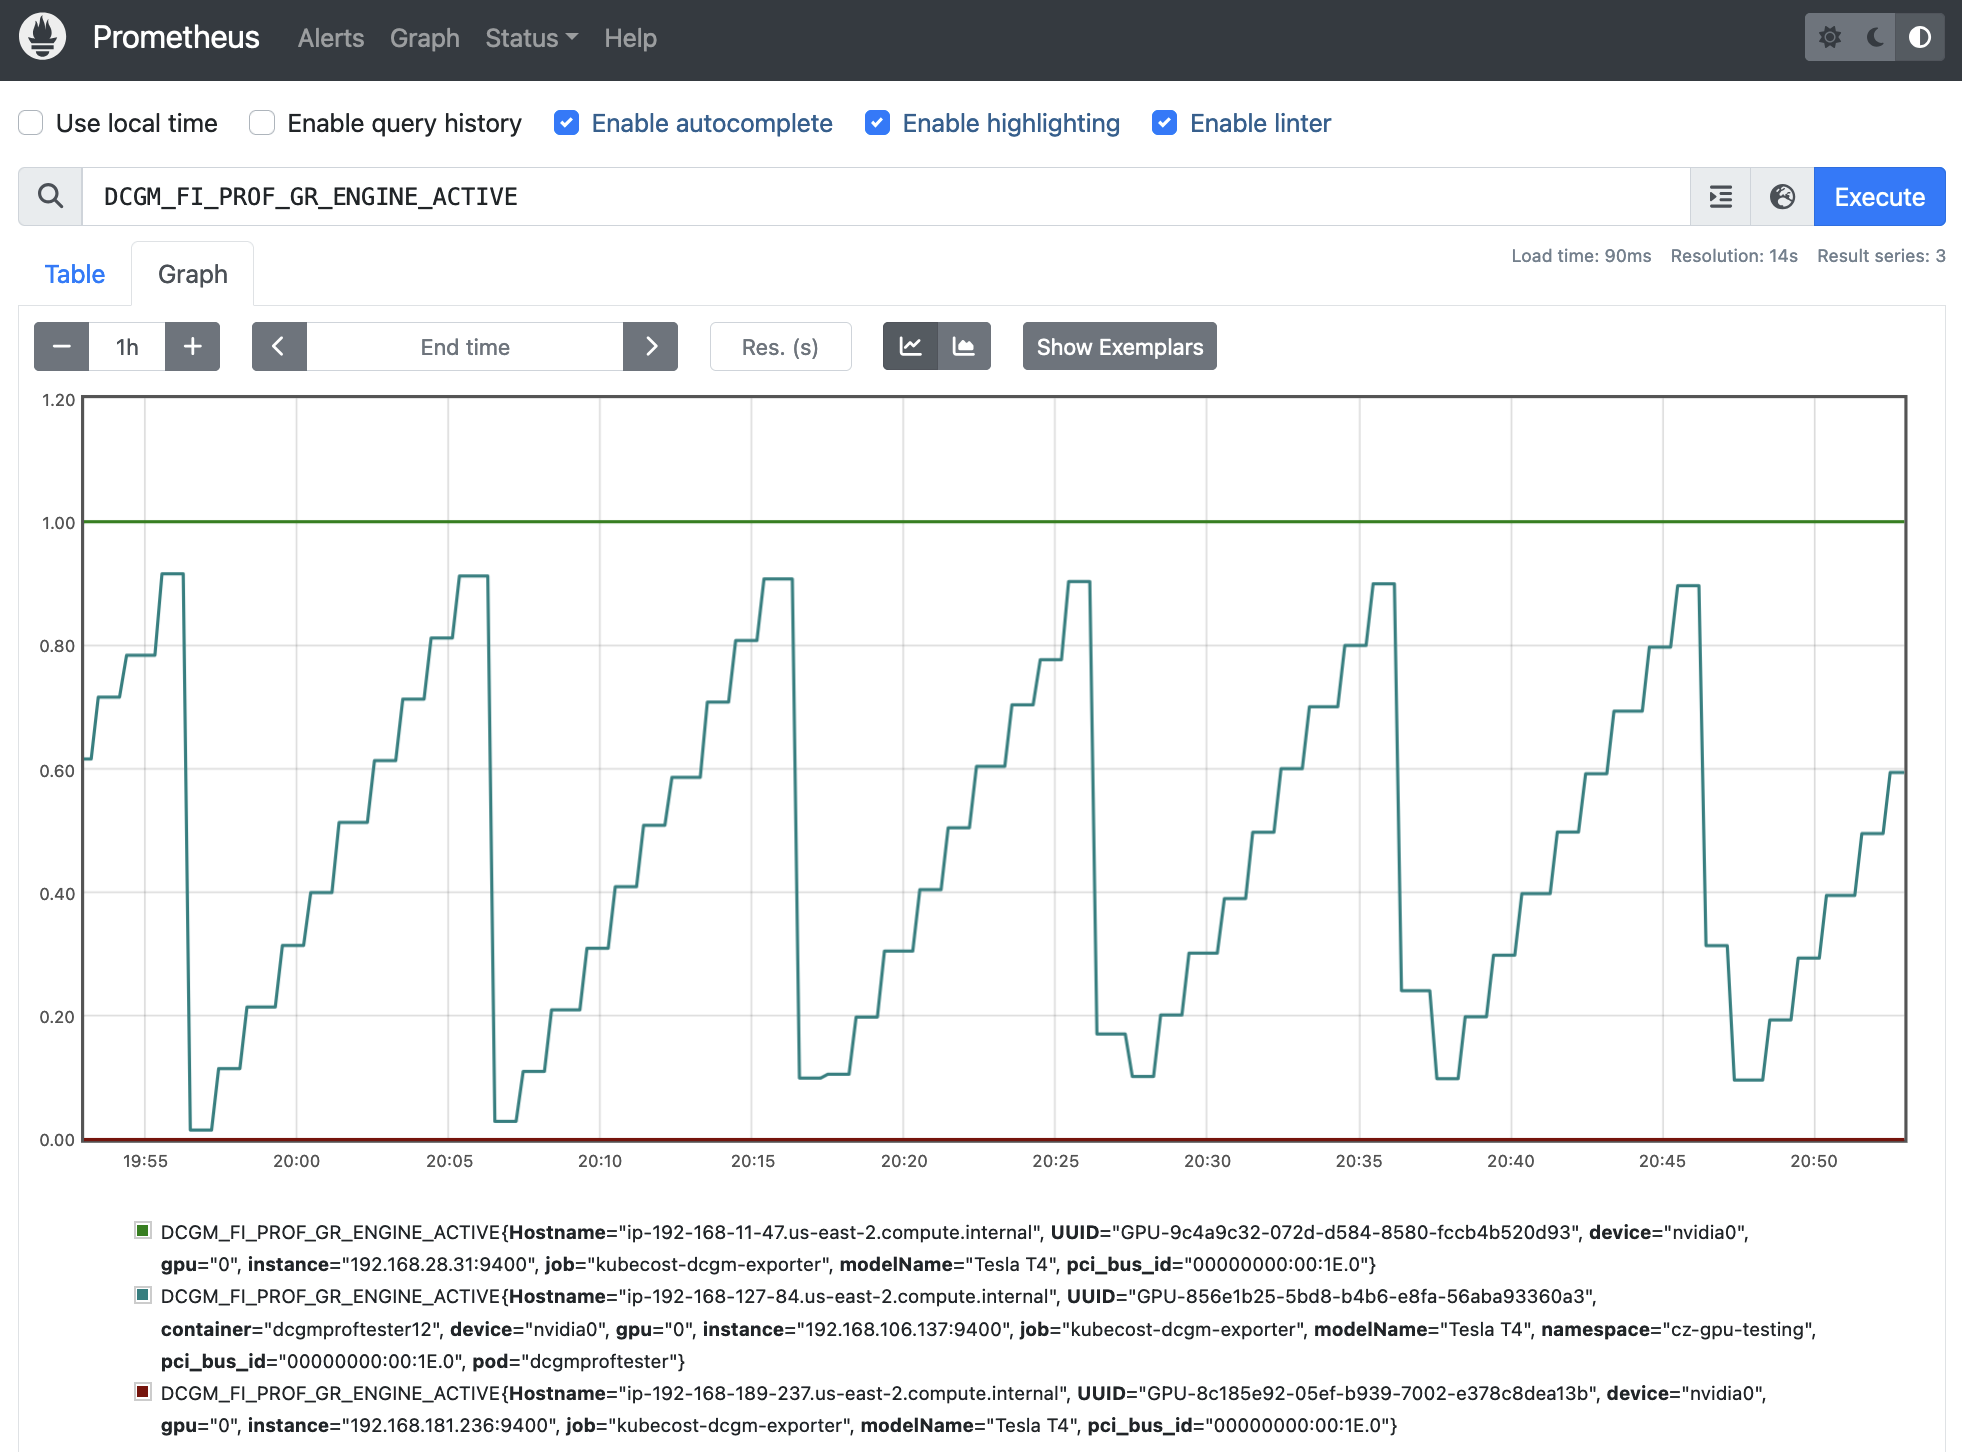 Prometheus Alerts Graph Status Help
Use local time Enable query history Enable autocomplete Enable highlighting Enable linter
DCGM_FI_PROF_GR_ENGINE_ACTIVE Execute
Table Graph Load time: 90ms Resolution: 14s Result series: 3
1h End time Res. (s) Show Exemplars
1.20
1.00
0.80
0.60
0.40
0.20
0.00
19:55 20:00 20:05 20:10 20:15 20:20 20:25 20:30 20:35 20:40 20:45 20:50
DCGM_FI_PROF_GR_ENGINE_ACTIVE{Hostname="ip-192-168-11-47.us-east-2.compute.internal", UUID="GPU-9c4a9c32-072d-d584-8580-fccb4b520d93", device="nvidia0",
gpu="0", instance="192.168.28.31:9400", job="kubecost-dcgm-exporter", modelName="Tesla T4", pci_bus_id="00000000:00:1E.0"}
DCGM_FI_PROF_GR_ENGINE_ACTIVE{Hostname="ip-192-168-127-84.us-east-2.compute.internal", UUID="GPU-856e1b25-5bd8-b4b6-e8fa-56aba93360a3",
container="dcgmproftester12", device="nvidia0", gpu="0", instance="192.168.106.137:9400", job="kubecost-dcgm-exporter", modelName="Tesla T4", namespace="cz-gpu-testing",
pci_bus_id="00000000:00:1E.0", pod="dcgmproftester"}
DCGM_FI_PROF_GR_ENGINE_ACTIVE{Hostname="ip-192-168-189-237.us-east-2.compute.internal", UUID="GPU-8c185e92-05ef-b939-7002-e378c8dea13b", device="nvidia0",
gpu="0", instance="192.168.181.236:9400", job="kubecost-dcgm-exporter", modelName="Tesla T4", pci_bus_id="00000000:00:1E.0"}